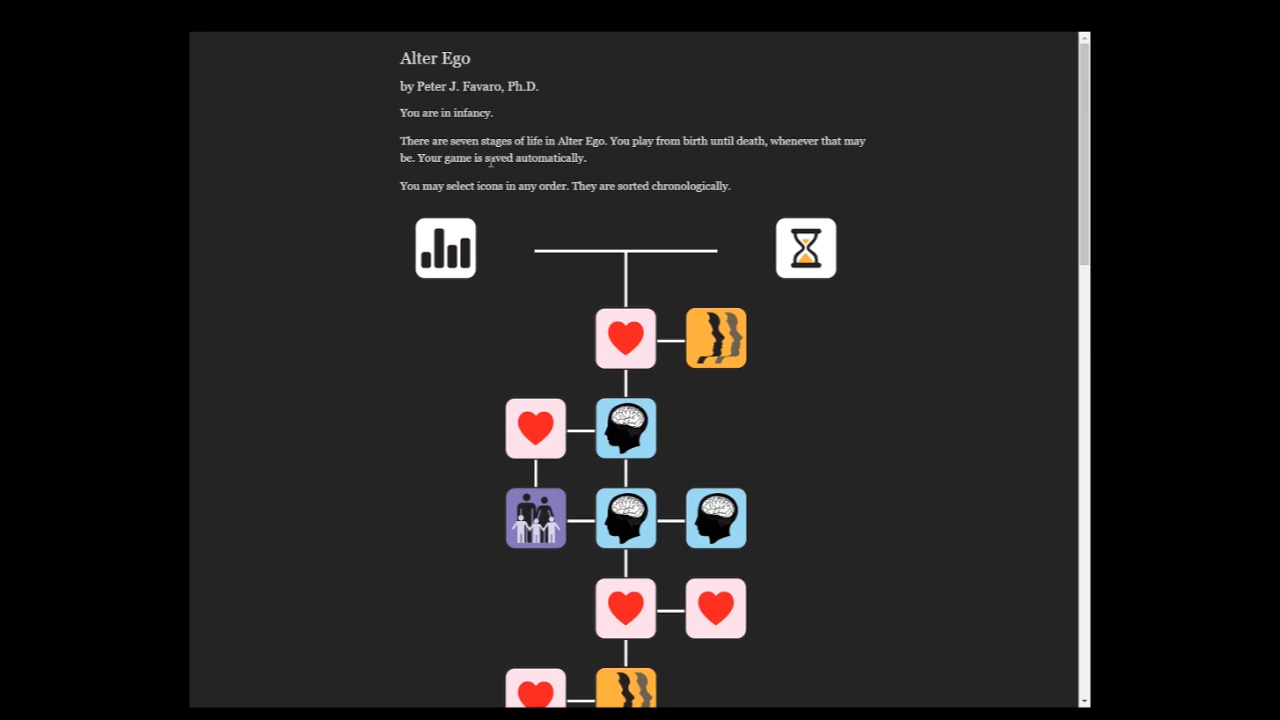 Alter Ego
by Peter J. Favaro, Ph.D.
You are in infancy.
There are seven stages of life in Alter Ego. You play from birth until death, whenever that may
be. Your game is saved automatically.
You may select icons in any order. They are sorted chronologically.